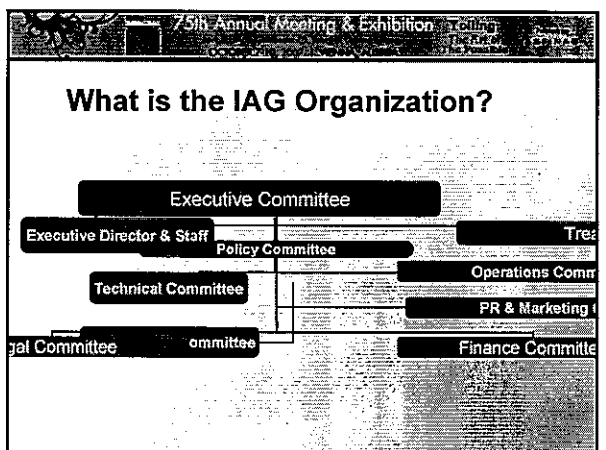 75th Annual Meeting & Exhibition
What is the IAG Organization?
Executive Committee
Executive Director & Staff
Trea
Policy Committee
Operations Comm
Technical Committee
PR & Marketing
gal Committee
ommittee
Finance Committe